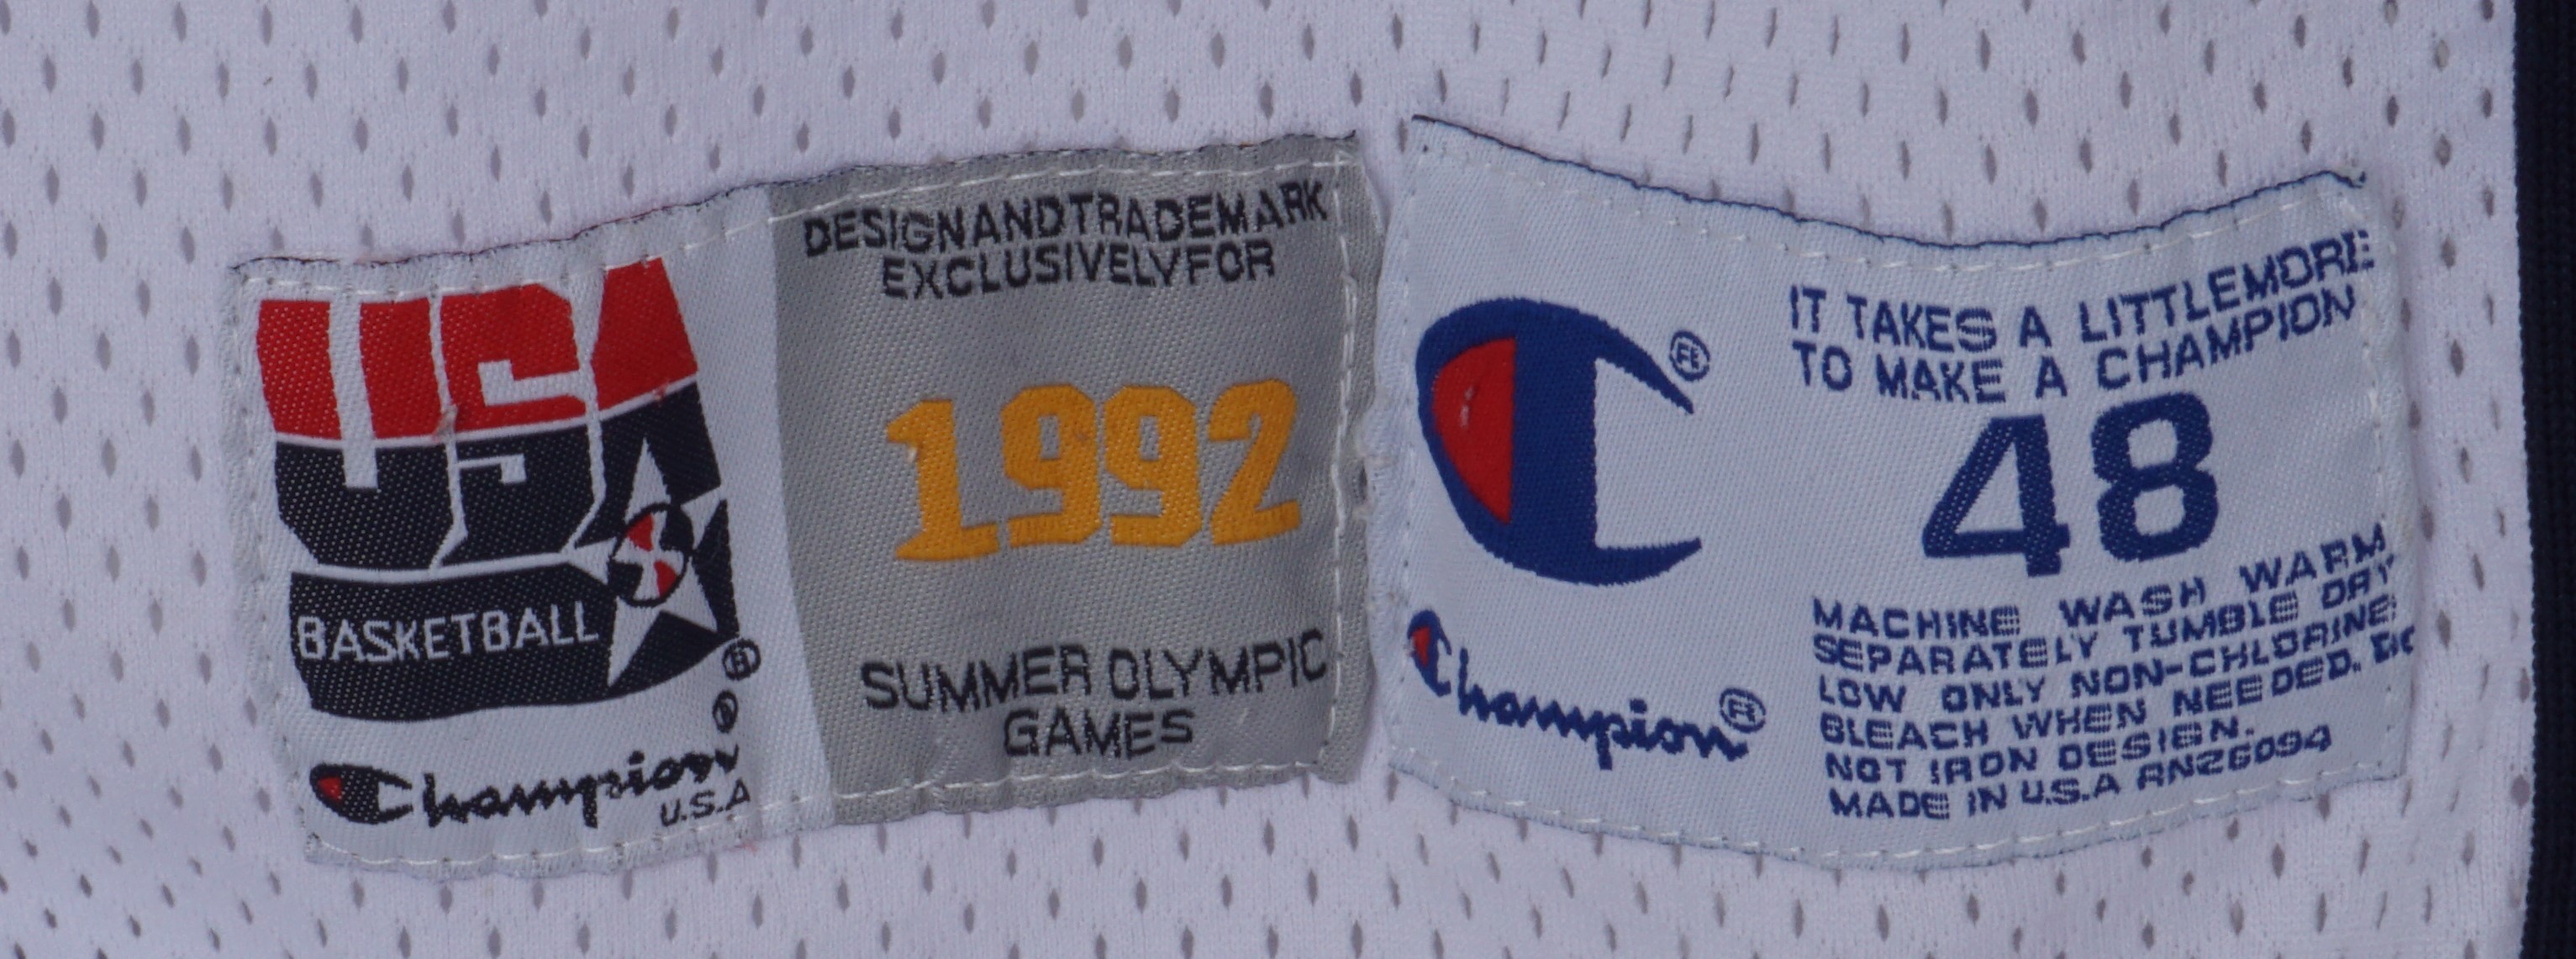 USA
BASKETBALL
Champion
U.S.A
DESIGNANDTRADEMARK
EXCLUSIVELYFOR
1992
SUMMER OLYMPIC
GAMES
Champion
IT TAKES A LITTLEMORE
TO MAKE A CHAMPION
48
MACHINE WASH WARM
SEPARATELY TUMBLE DRY
LOW ONLY NON-CHLORINE
BLEACH WHEN NEEDED. DO
NOT IRON DESIGN.
MADE IN U.S.A RN26094